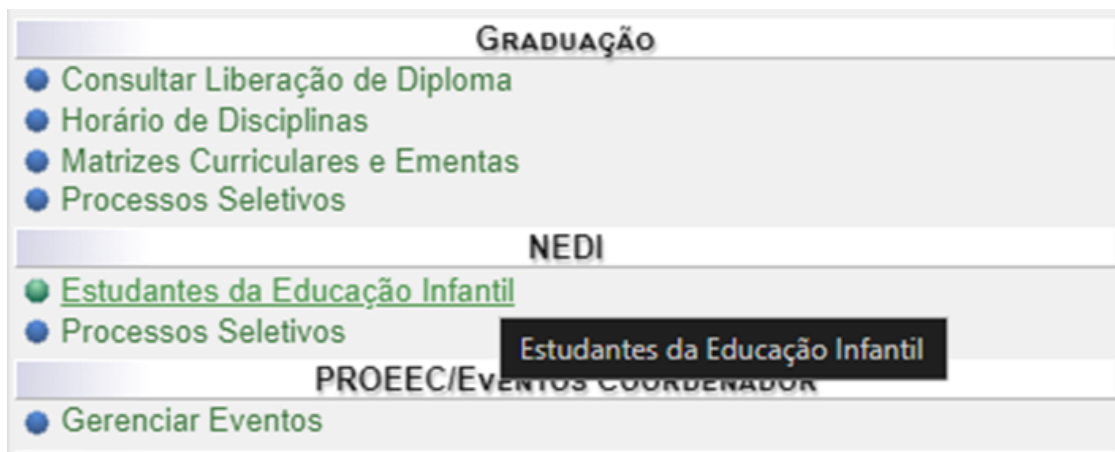 Graduação
Consultar Liberação de Diploma
Horário de Disciplinas
Matrizes Curriculares e Ementas
Processos Seletivos
NEDI
Estudantes da Educação Infantil
Processos Seletivos
Estudantes da Educação Infantil
PROEEC/Eventos Coordenador
Gerenciar Eventos